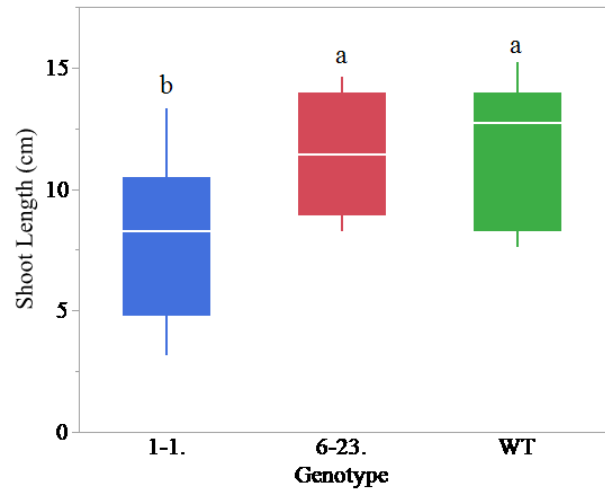 a
a
b
15
10
5
0
Shoot Length (cm)
1-1.
6-23.
WT
Genotype